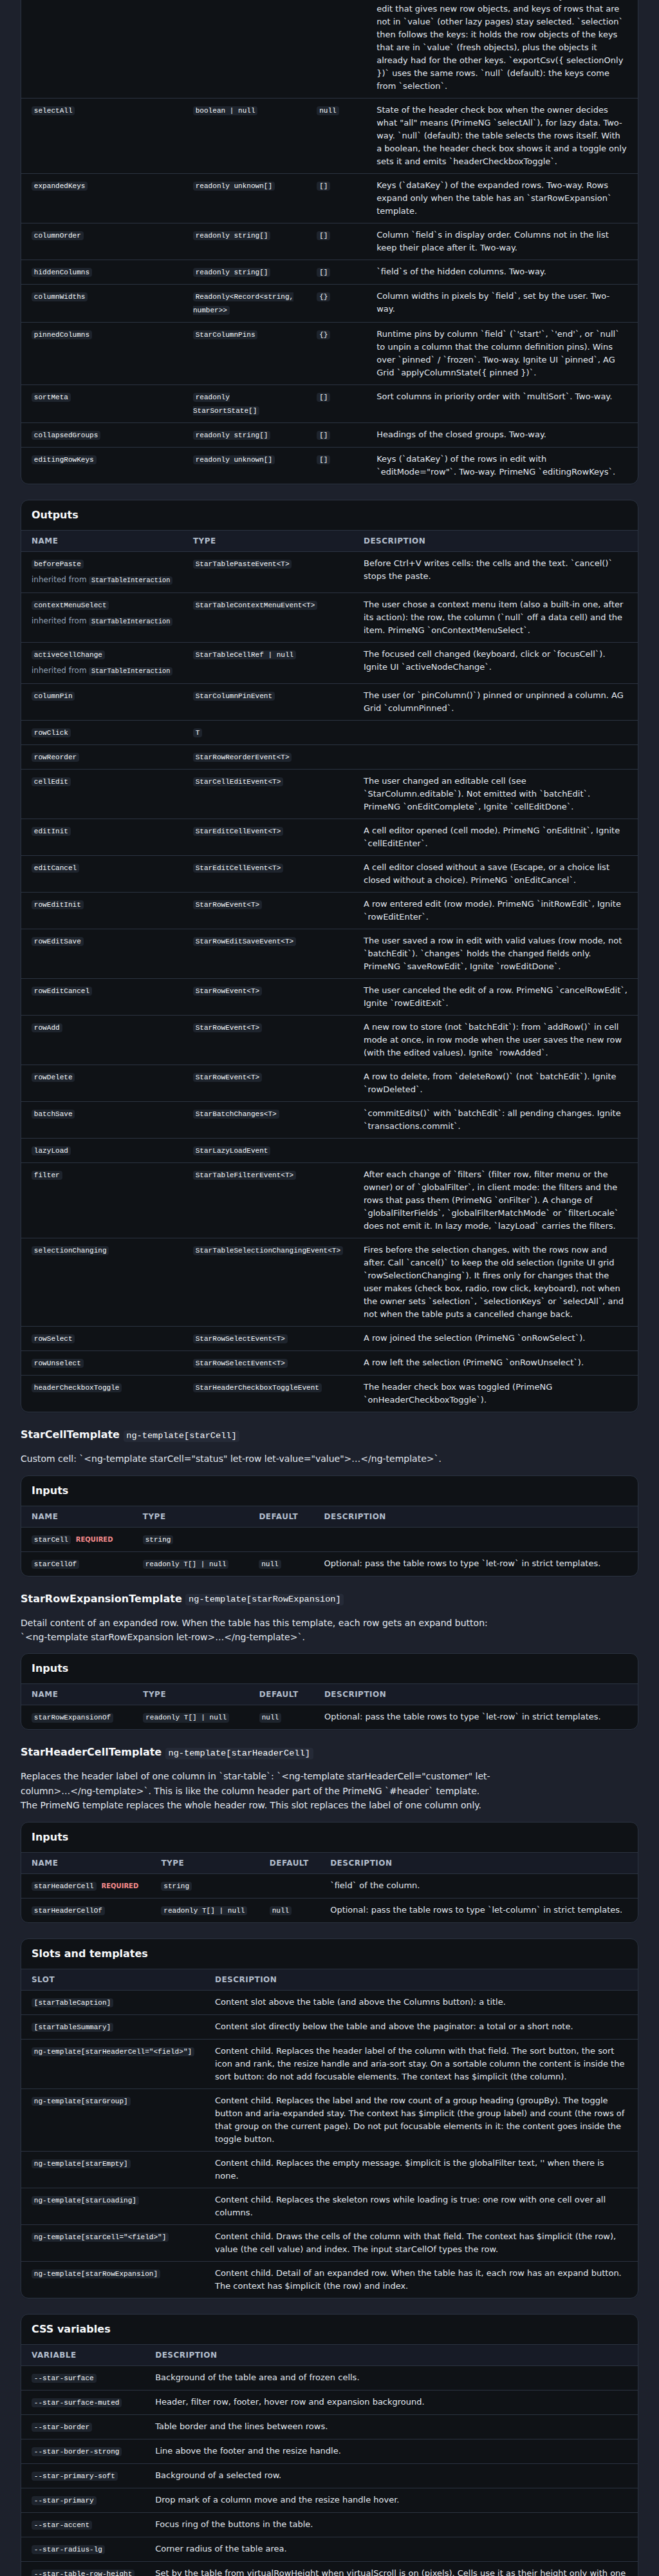 edit that gives new row objects, and keys of rows that are
not in `value` (other lazy pages) stay selected. `selection`
then follows the keys: it holds the row objects of the keys
that are in `value` (fresh objects), plus the objects it
already had for the other keys. `exportCsv({ selectionOnly
})` uses the same rows. `null` (default): the keys come
from `selection`.
selectAll boolean | null null State of the header check box when the owner decides
what "all" means (PrimeNG `selectAll`), for lazy data. Two-
way. `null` (default): the table selects the rows itself. With
a boolean, the header check box shows it and a toggle only
sets it and emits `headerCheckboxToggle`.
expandedKeys readonly unknown[] [] Keys (`dataKey`) of the expanded rows. Two-way. Rows
expand only when the table has an `starRowExpansion`
template.
columnOrder readonly string[] [] Column `field`s in display order. Columns not in the list
keep their place after it. Two-way.
hiddenColumns readonly string[] [] `field`s of the hidden columns. Two-way.
columnWidths Readonly<Record<string, {} Column widths in pixels by `field`, set by the user. Two-
number>> way.
pinnedColumns StarColumnPins {} Runtime pins by column `field` (`'start'`, `'end'`, or `null`
to unpin a column that the column definition pins). Wins
over `pinned` / `frozen`. Two-way. Ignite UI `pinned`, AG
Grid `applyColumnState({ pinned })`.
sortMeta readonly [] Sort columns in priority order with `multiSort`. Two-way.
StarSortState[]
collapsedGroups readonly string[] [] Headings of the closed groups. Two-way.
editingRowKeys readonly unknown[] [] Keys (`dataKey`) of the rows in edit with
`editMode="row"`. Two-way. PrimeNG `editingRowKeys`.
Outputs
NAME TYPE DESCRIPTION
beforePaste StarTablePasteEvent<T> Before Ctrl+V writes cells: the cells and the text. `cancel()`
inherited from StarTableInteraction stops the paste.
contextMenuSelect StarTableContextMenuEvent<T> The user chose a context menu item (also a built-in one, after
inherited from StarTableInteraction its action): the row, the column (`null` off a data cell) and the
item. PrimeNG `onContextMenuSelect`.
activeCellChange StarTableCellRef | null The focused cell changed (keyboard, click or `focusCell`).
inherited from StarTableInteraction Ignite UI `activeNodeChange`.
columnPin StarColumnPinEvent The user (or `pinColumn()`) pinned or unpinned a column. AG
Grid `columnPinned`.
rowClick T
rowReorder StarRowReorderEvent<T>
cellEdit StarCellEditEvent<T> The user changed an editable cell (see
`StarColumn.editable`). Not emitted with `batchEdit`.
PrimeNG `onEditComplete`, Ignite `cellEditDone`.
editInit StarEditCellEvent<T> A cell editor opened (cell mode). PrimeNG `onEditInit`, Ignite
`cellEditEnter`.
editCancel StarEditCellEvent<T> A cell editor closed without a save (Escape, or a choice list
closed without a choice). PrimeNG `onEditCancel`.
rowEditInit StarRowEvent<T> A row entered edit (row mode). PrimeNG `initRowEdit`, Ignite
`rowEditEnter`.
rowEditSave StarRowEditSaveEvent<T> The user saved a row in edit with valid values (row mode, not
`batchEdit`). `changes` holds the changed fields only.
PrimeNG `saveRowEdit`, Ignite `rowEditDone`.
rowEditCancel StarRowEvent<T> The user canceled the edit of a row. PrimeNG `cancelRowEdit`,
Ignite `rowEditExit`.
rowAdd StarRowEvent<T> A new row to store (not `batchEdit`): from `addRow()` in cell
mode at once, in row mode when the user saves the new row
(with the edited values). Ignite `rowAdded`.
rowDelete StarRowEvent<T> A row to delete, from `deleteRow()` (not `batchEdit`). Ignite
`rowDeleted`.
batchSave StarBatchChanges<T> `commitEdits()` with `batchEdit`: all pending changes. Ignite
`transactions.commit`.
lazyLoad StarLazyLoadEvent
filter StarTableFilterEvent<T> After each change of `filters` (filter row, filter menu or the
owner) or of `globalFilter`, in client mode: the filters and the
rows that pass them (PrimeNG `onFilter`). A change of
`globalFilterFields`, `globalFilterMatchMode` or `filterLocale`
does not emit it. In lazy mode, `lazyLoad` carries the filters.
selectionChanging StarTableSelectionChangingEvent<T> Fires before the selection changes, with the rows now and
after. Call `cancel()` to keep the old selection (Ignite UI grid
`rowSelectionChanging`). It fires only for changes that the
user makes (check box, radio, row click, keyboard), not when
the owner sets `selection`, `selectionKeys` or `selectAll`, and
not when the table puts a cancelled change back.
rowSelect StarRowSelectEvent<T> A row joined the selection (PrimeNG `onRowSelect`).
rowUnselect StarRowSelectEvent<T> A row left the selection (PrimeNG `onRowUnselect`).
headerCheckboxToggle StarHeaderCheckboxToggleEvent The header check box was toggled (PrimeNG
`onHeaderCheckboxToggle`).
StarCellTemplate ng-template[starCell]
Custom cell: `<ng-template starCell="status" let-row let-value="value">…</ng-template>`.
Inputs
NAME TYPE DEFAULT DESCRIPTION
starCell REQUIRED string
starCellOf readonly T[] | null null Optional: pass the table rows to type `let-row` in strict templates.
StarRowExpansionTemplate ng-template[starRowExpansion]
Detail content of an expanded row. When the table has this template, each row gets an expand button:
`<ng-template starRowExpansion let-row>…</ng-template>`.
Inputs
NAME TYPE DEFAULT DESCRIPTION
starRowExpansionOf readonly T[] | null null Optional: pass the table rows to type `let-row` in strict templates.
StarHeaderCellTemplate ng-template[starHeaderCell]
Replaces the header label of one column in `star-table`: `<ng-template starHeaderCell="customer" let-
column>…</ng-template>`. This is like the column header part of the PrimeNG `#header` template.
The PrimeNG template replaces the whole header row. This slot replaces the label of one column only.
Inputs
NAME TYPE DEFAULT DESCRIPTION
starHeaderCell REQUIRED string `field` of the column.
starHeaderCellOf readonly T[] | null null Optional: pass the table rows to type `let-column` in strict templates.
Slots and templates
SLOT DESCRIPTION
[starTableCaption] Content slot above the table (and above the Columns button): a title.
[starTableSummary] Content slot directly below the table and above the paginator: a total or a short note.
ng-template[starHeaderCell="<field>"] Content child. Replaces the header label of the column with that field. The sort button, the sort
icon and rank, the resize handle and aria-sort stay. On a sortable column the content is inside the
sort button: do not add focusable elements. The context has $implicit (the column).
ng-template[starGroup] Content child. Replaces the label and the row count of a group heading (groupBy). The toggle
button and aria-expanded stay. The context has $implicit (the group label) and count (the rows of
that group on the current page). Do not put focusable elements in it: the content goes inside the
toggle button.
ng-template[starEmpty] Content child. Replaces the empty message. $implicit is the globalFilter text, '' when there is
none.
ng-template[starLoading] Content child. Replaces the skeleton rows while loading is true: one row with one cell over all
columns.
ng-template[starCell="<field>"] Content child. Draws the cells of the column with that field. The context has $implicit (the row),
value (the cell value) and index. The input starCellOf types the row.
ng-template[starRowExpansion] Content child. Detail of an expanded row. When the table has it, each row has an expand button.
The context has $implicit (the row) and index.
CSS variables
VARIABLE DESCRIPTION
--star-surface Background of the table area and of frozen cells.
--star-surface-muted Header, filter row, footer, hover row and expansion background.
--star-border Table border and the lines between rows.
--star-border-strong Line above the footer and the resize handle.
--star-primary-soft Background of a selected row.
--star-primary Drop mark of a column move and the resize handle hover.
--star-accent Focus ring of the buttons in the table.
--star-radius-lg Corner radius of the table area.
--star-table-row-height Set by the table from virtualRowHeight when virtualScroll is on (pixels). Cells use it as their height only with one